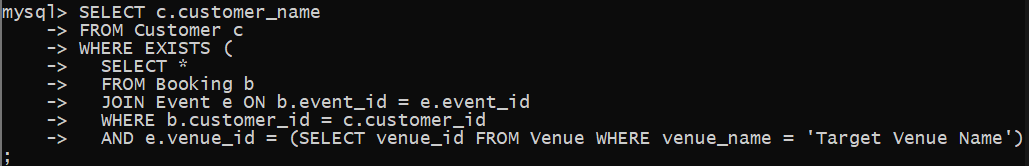 mysql> SELECT c.customer_name
    -> FROM Customer c
    -> WHERE EXISTS (
    ->   SELECT *
    ->   FROM Booking b
    ->   JOIN Event e ON b.event_id = e.event_id
    ->   WHERE b.customer_id = c.customer_id
    ->   AND e.venue_id = (SELECT venue_id FROM Venue WHERE venue_name = 'Target Venue Name')
;